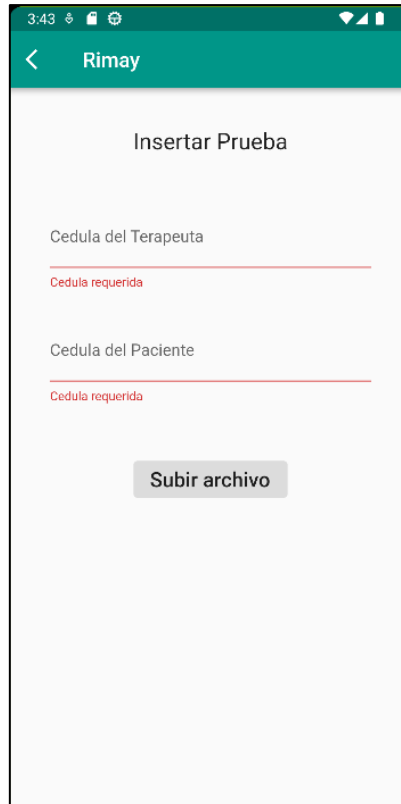 3:43
Rimay
Insertar Prueba
Cedula del Terapeuta
Cedula requerida
Cedula del Paciente
Cedula requerida
Subir archivo